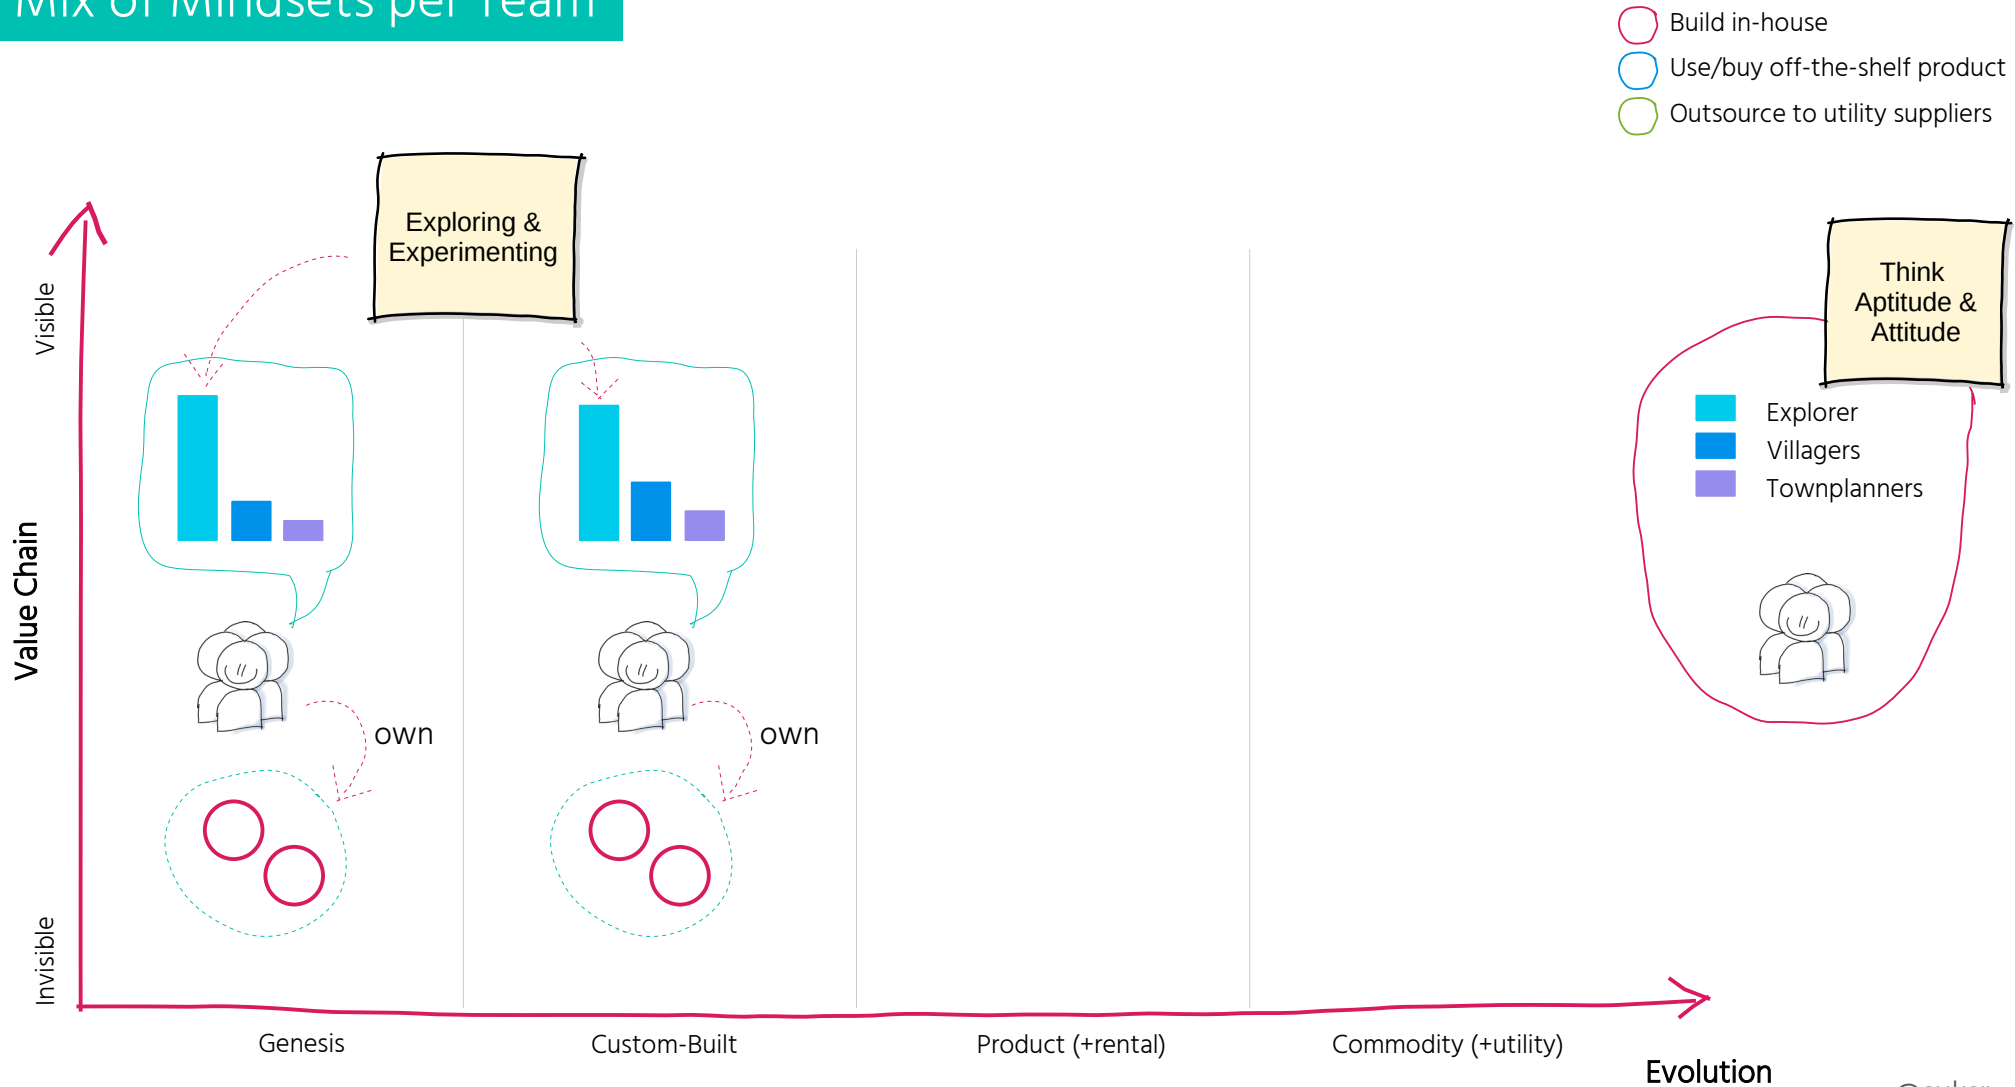 Mix of Mindsets per Team
Build in-house
Use/buy off-the-shelf product
Outsource to utility suppliers
Exploring &
Experimenting
Think
Aptitude &
Attitude
Visible
Explorer
Villagers
Townplanners
Value Chain
own
own
Invisible
Genesis
Custom-Built
Product (+rental)
Commodity (+utility)
Evolution